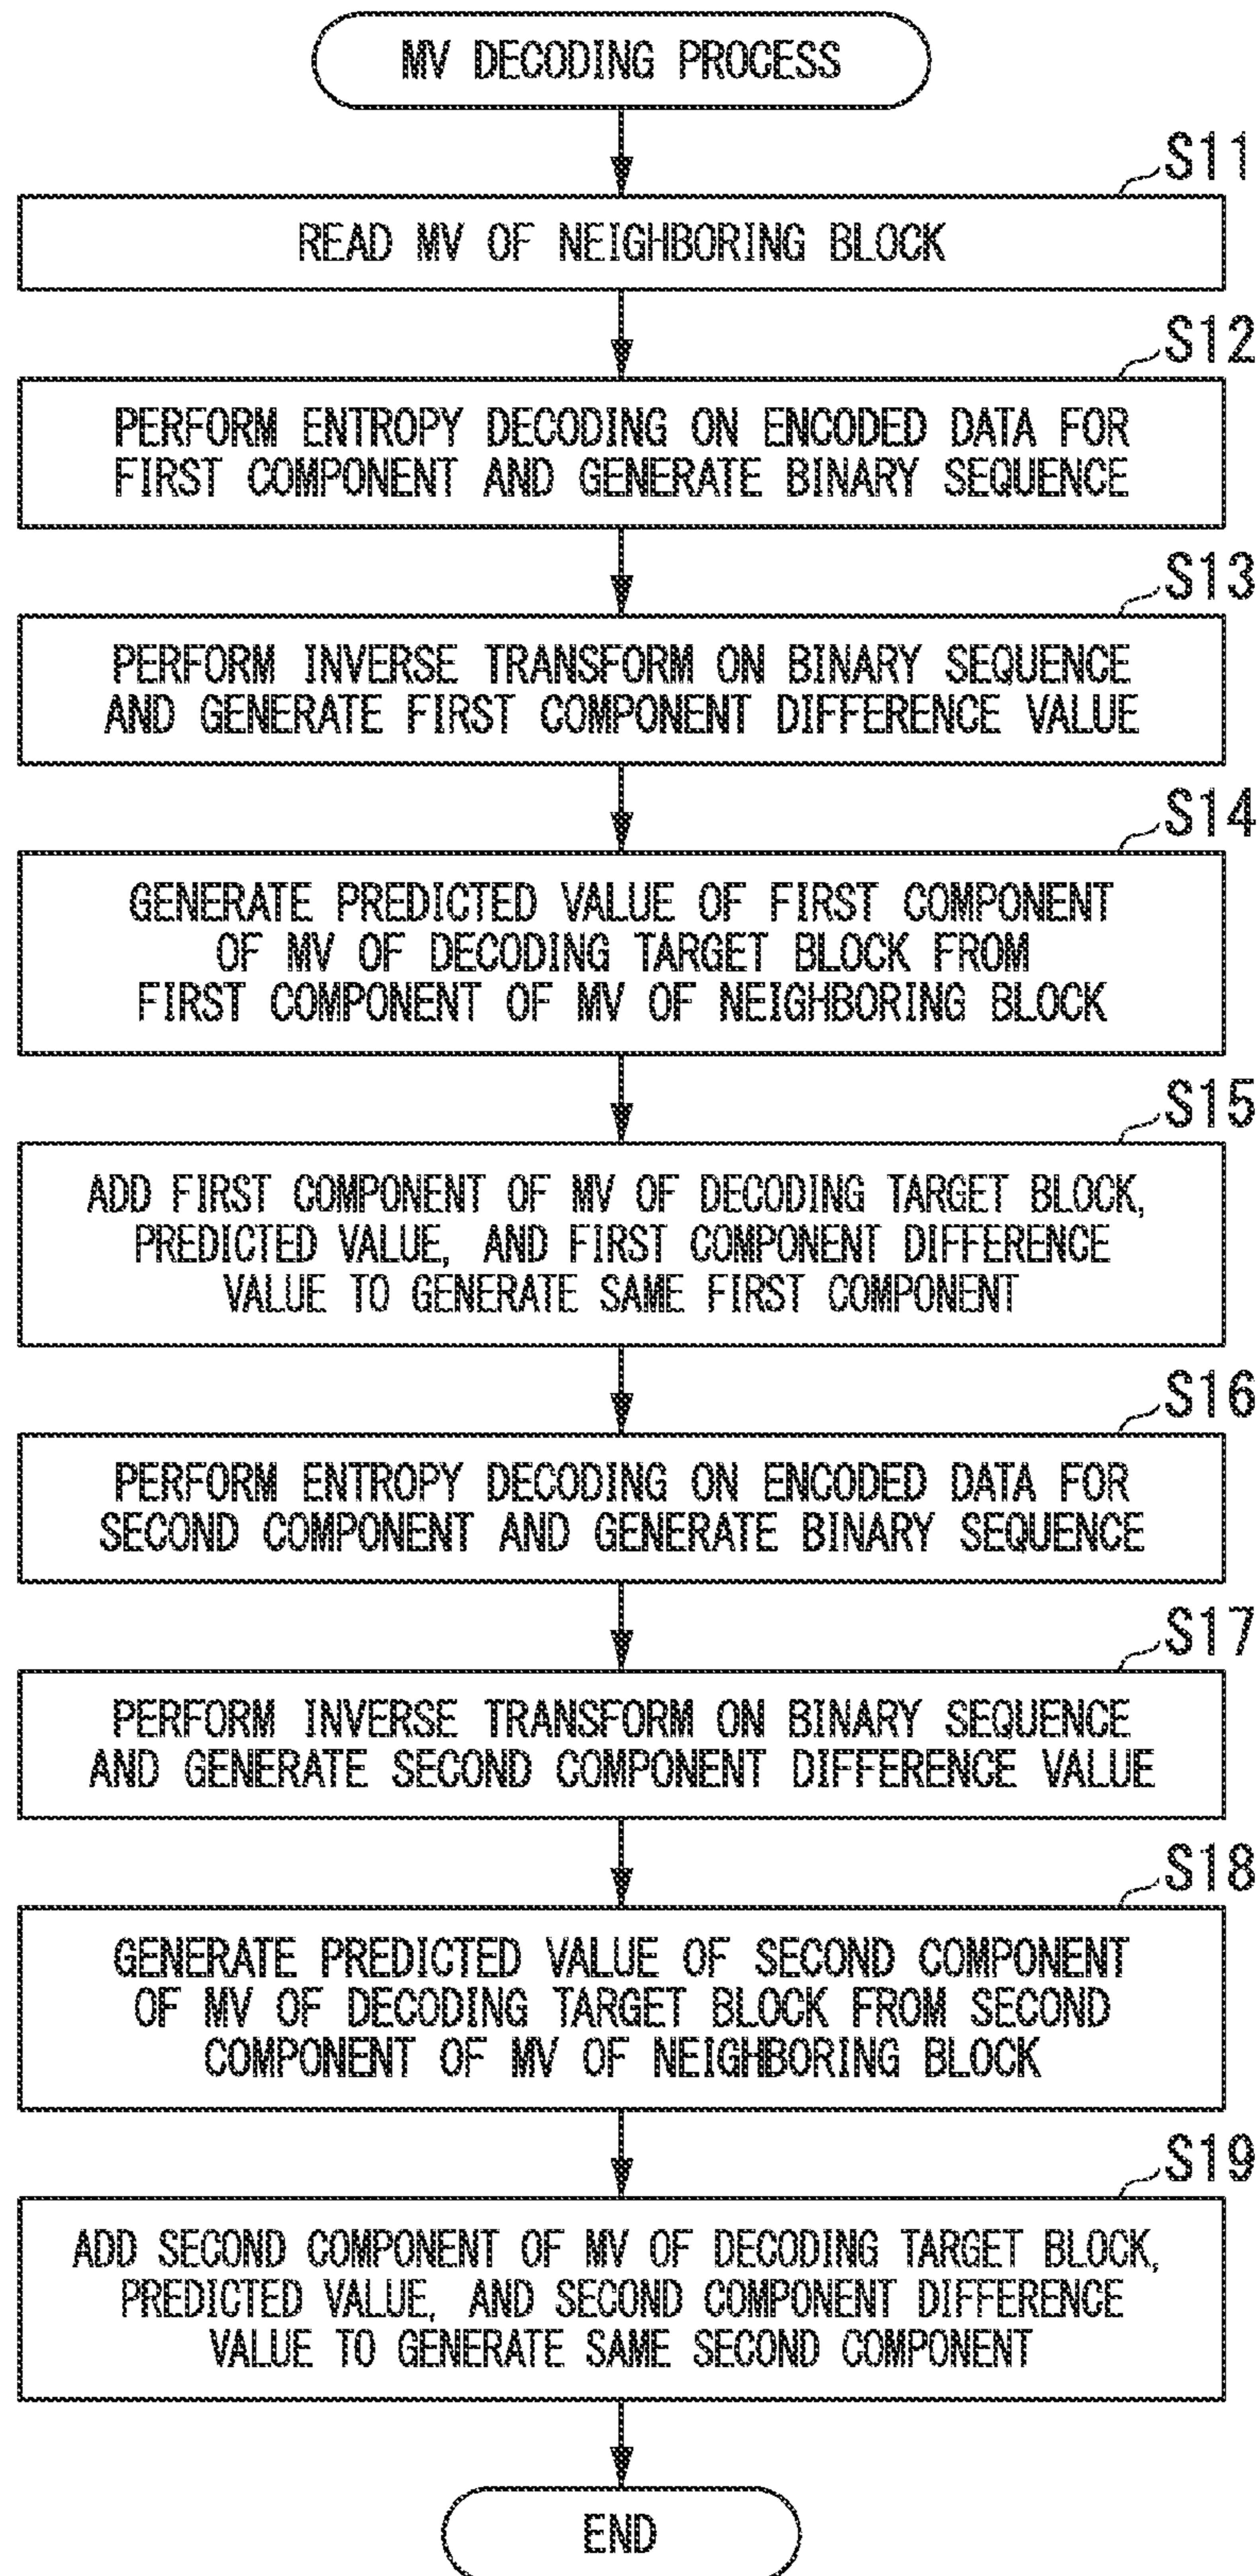 MV DECODING PROCESS
S11
READ MV OF NEIGHBORING BLOCK
S12
PERFORM ENTROPY DECODING ON ENCODED DATA FOR
FIRST COMPONENT AND GENERATE BINARY SEQUENCE
S13
PERFORM INVERSE TRANSFORM ON BINARY SEQUENCE
AND GENERATE FIRST COMPONENT DIFFERENCE VALUE
S14
GENERATE PREDICTED VALUE OF FIRST COMPONENT
OF MV OF DECODING TARGET BLOCK FROM
FIRST COMPONENT OF MV OF NEIGHBORING BLOCK
S15
ADD FIRST COMPONENT OF MV OF DECODING TARGET BLOCK,
PREDICTED VALUE, AND FIRST COMPONENT DIFFERENCE
VALUE TO GENERATE SAME FIRST COMPONENT
S16
PERFORM ENTROPY DECODING ON ENCODED DATA FOR
SECOND COMPONENT AND GENERATE BINARY SEQUENCE
S17
PERFORM INVERSE TRANSFORM ON BINARY SEQUENCE
AND GENERATE SECOND COMPONENT DIFFERENCE VALUE
S18
GENERATE PREDICTED VALUE OF SECOND COMPONENT
OF MV OF DECODING TARGET BLOCK FROM SECOND
COMPONENT OF MV OF NEIGHBORING BLOCK
S19
ADD SECOND COMPONENT OF MV OF DECODING TARGET BLOCK,
PREDICTED VALUE, AND SECOND COMPONENT DIFFERENCE
VALUE TO GENERATE SAME SECOND COMPONENT
END